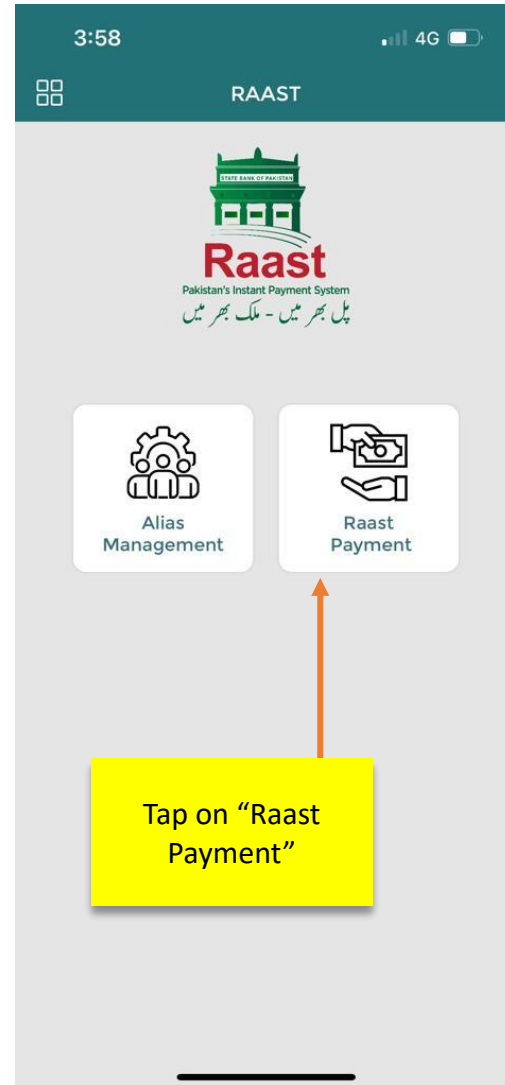 3:58 4G
RAAST
STATE BANK OF PAKISTAN
Raast
Pakistan's Instant Payment System
پل بھر میں - ملک بھر میں
Alias
Management
Raast
Payment
Tap on “Raast
Payment”